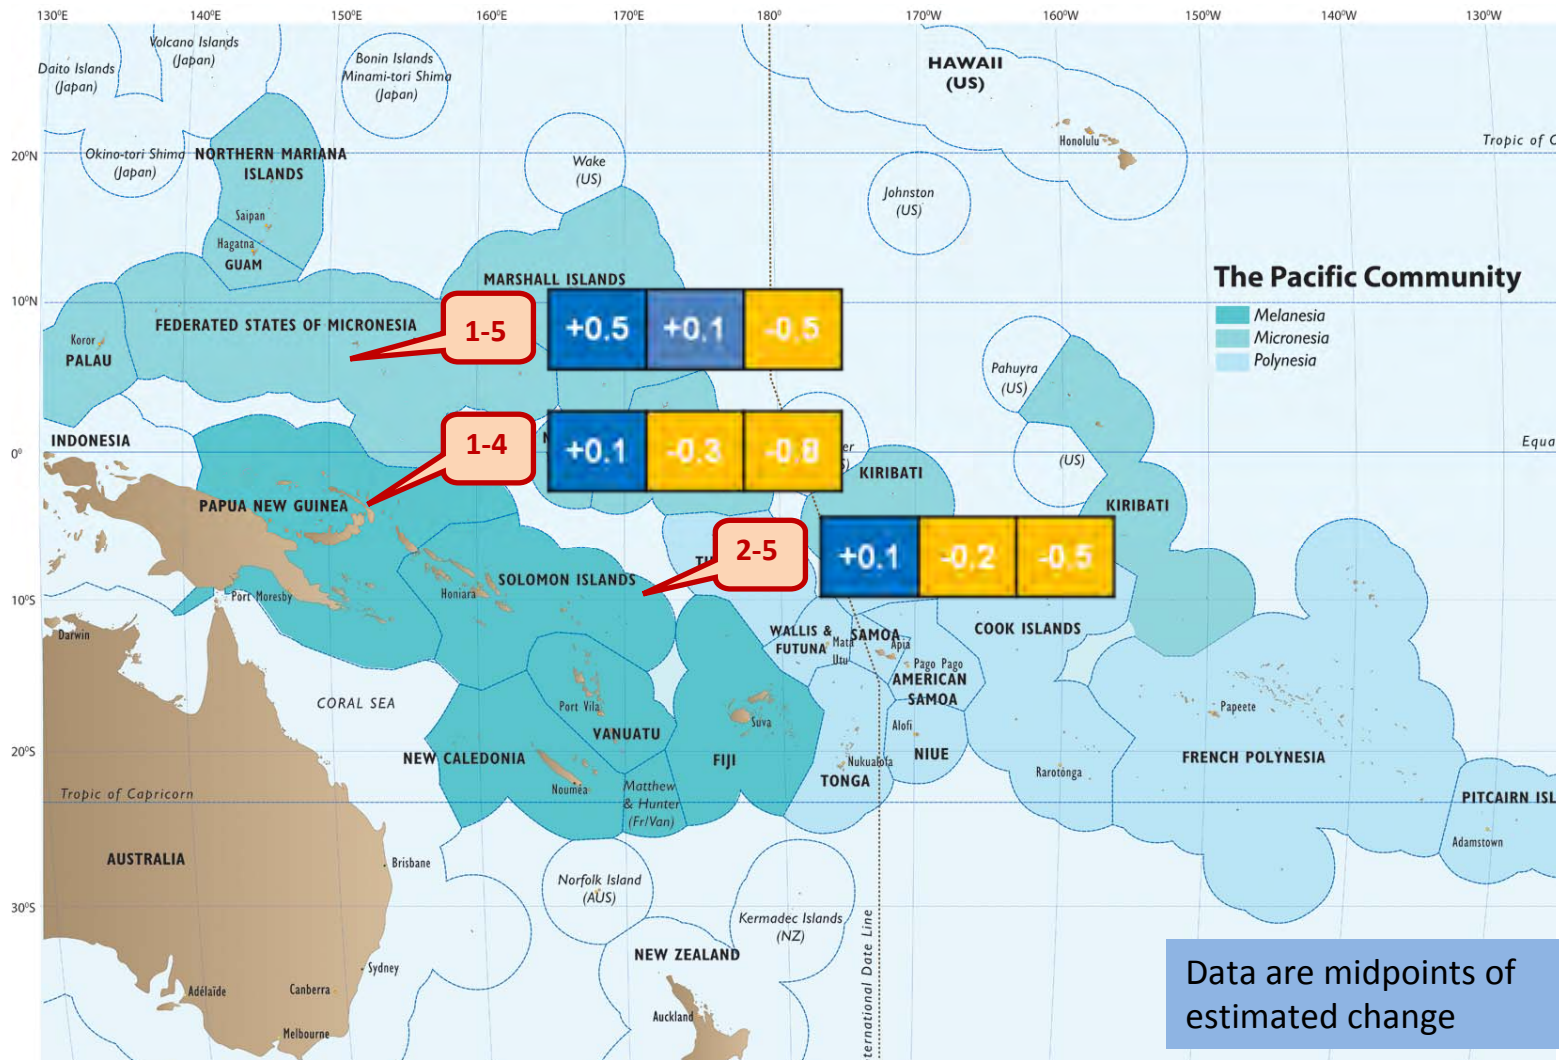 130°E 140°E 150°E 160°E 170°E 180° 170°W 160°W 150°W 140°W 130°W
Volcano Islands
(Japan)
Daito Islands
(Japan)
Bonin Islands
Minami-tori Shima
(Japan)
HAWAII
(US)
Honolulu
Tropic of C
20°N
Okino-tori Shima
(Japan)
NORTHERN MARIANA
ISLANDS
Saipan
Hagatna
GUAM
Wake
(US)
Johnston
(US)
MARSHALL ISLANDS
The Pacific Community
Melanesia
Micronesia
Polynesia
10°N
FEDERATED STATES OF MICRONESIA
Koror
PALAU
1-5
+0.5 +0.1 -0.5
Pahuyra
(US)
INDONESIA
0°
1-4
+0.1 -0.3 -0.8
(US)
Equa
KIRIBATI
KIRIBATI
PAPUA NEW GUINEA
2-5
+0.1 -0.2 -0.5
SOLOMON ISLANDS
Honiara
10°S
Port Moresby
Darwin
WALLIS &
FUTUNA
Mata
Utu
SAMOA
Apia
Pago Pago
AMERICAN
SAMOA
COOK ISLANDS
CORAL SEA
Port Vila
VANUATU
Suva
FIJI
Alofi
NIUE
Papeete
20°S
NEW CALEDONIA
Nouméa
Matthew
& Hunter
(Fr/Van)
Nukualofa
TONGA
Rarotonga
FRENCH POLYNESIA
Tropic of Capricorn
PITCAIRN ISL
Adamstown
AUSTRALIA
Brisbane
30°S
Norfolk Island
(AUS)
Kermadec Islands
(NZ)
International Date Line
NEW ZEALAND
Auckland
Sydney
Adélaïde
Canberra
Melbourne
Data are midpoints of
estimated change